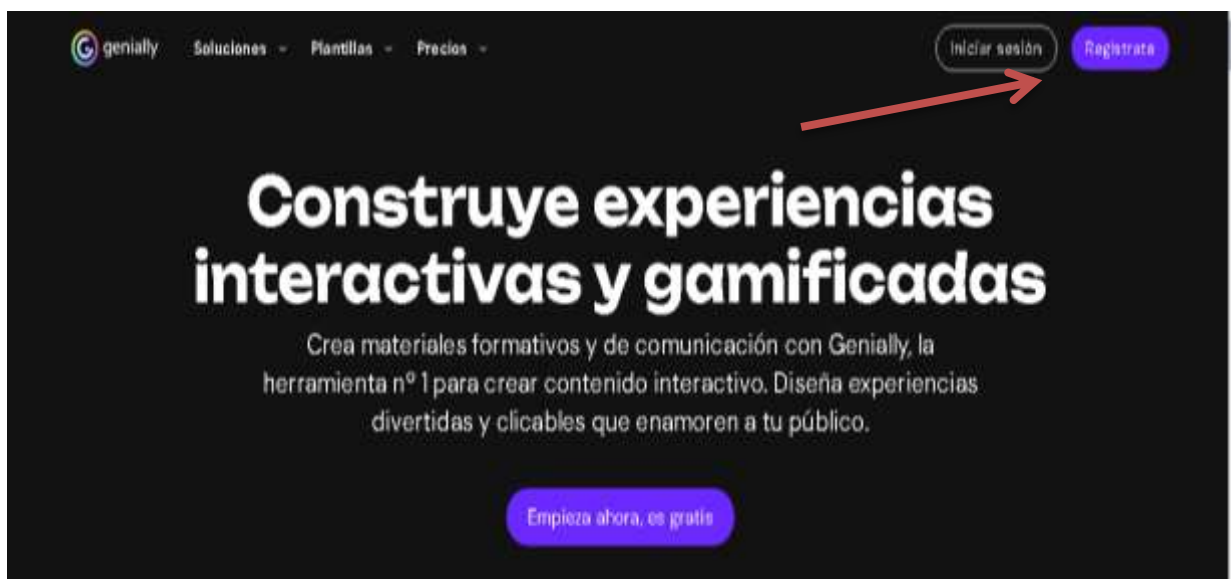 genially Soluciones Plantillas Precios Iniciar sesión Regístrate
Construye experiencias
interactivas y gamificadas
Crea materiales formativos y de comunicación con Genially, la
herramienta nº 1 para crear contenido interactivo. Diseña experiencias
divertidas y clicables que enamoren a tu público.
Empieza ahora, es gratis